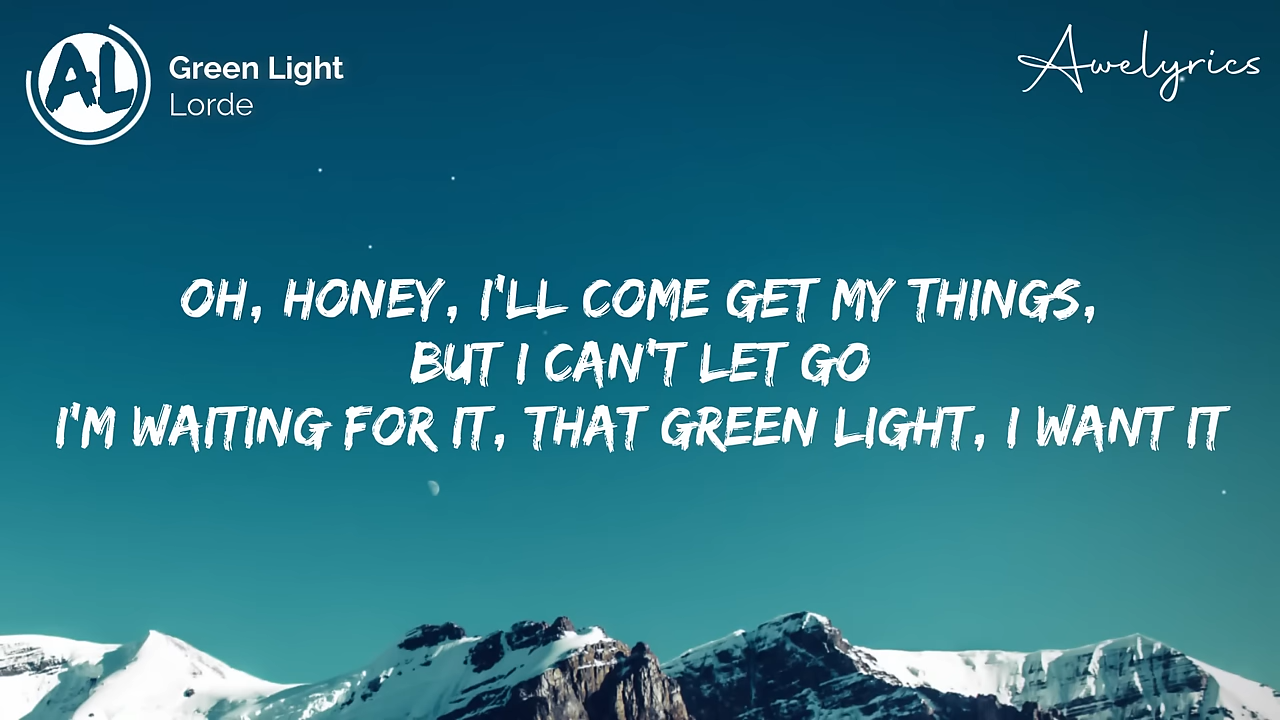 AL
Green Light
Lorde
Awelyrics
OH, HONEY, I'LL COME GET MY THINGS,
BUT I CAN'T LET GO
I'M WAITING FOR IT, THAT GREEN LIGHT, I WANT IT